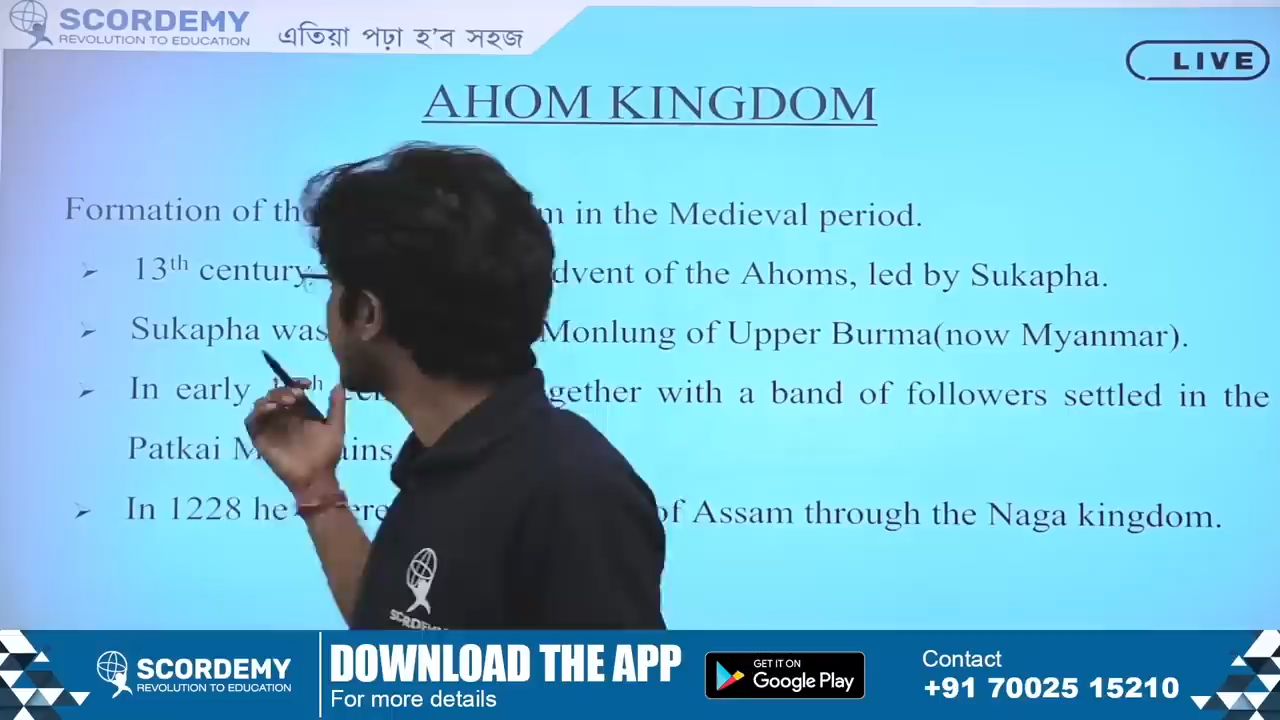 SCORDEMY
REVOLUTION TO EDUCATION
এতিয়া পঢ়া হ'ব সহজ
LIVE
AHOM KINGDOM
Formation of m in the Medieval period.
➢ 13th century dvent of the Ahoms, led by Sukapha.
➢ Sukapha was Monlung of Upper Burma(now Myanmar).
➢ In early gether with a band of followers settled in the
Patkai
➢ In 1228 he of Assam through the Naga kingdom.
SCORDEMY
SCORDEMY
REVOLUTION TO EDUCATION
DOWNLOAD THE APP
For more details
GET IT ON
Google Play
Contact
+91 70025 15210